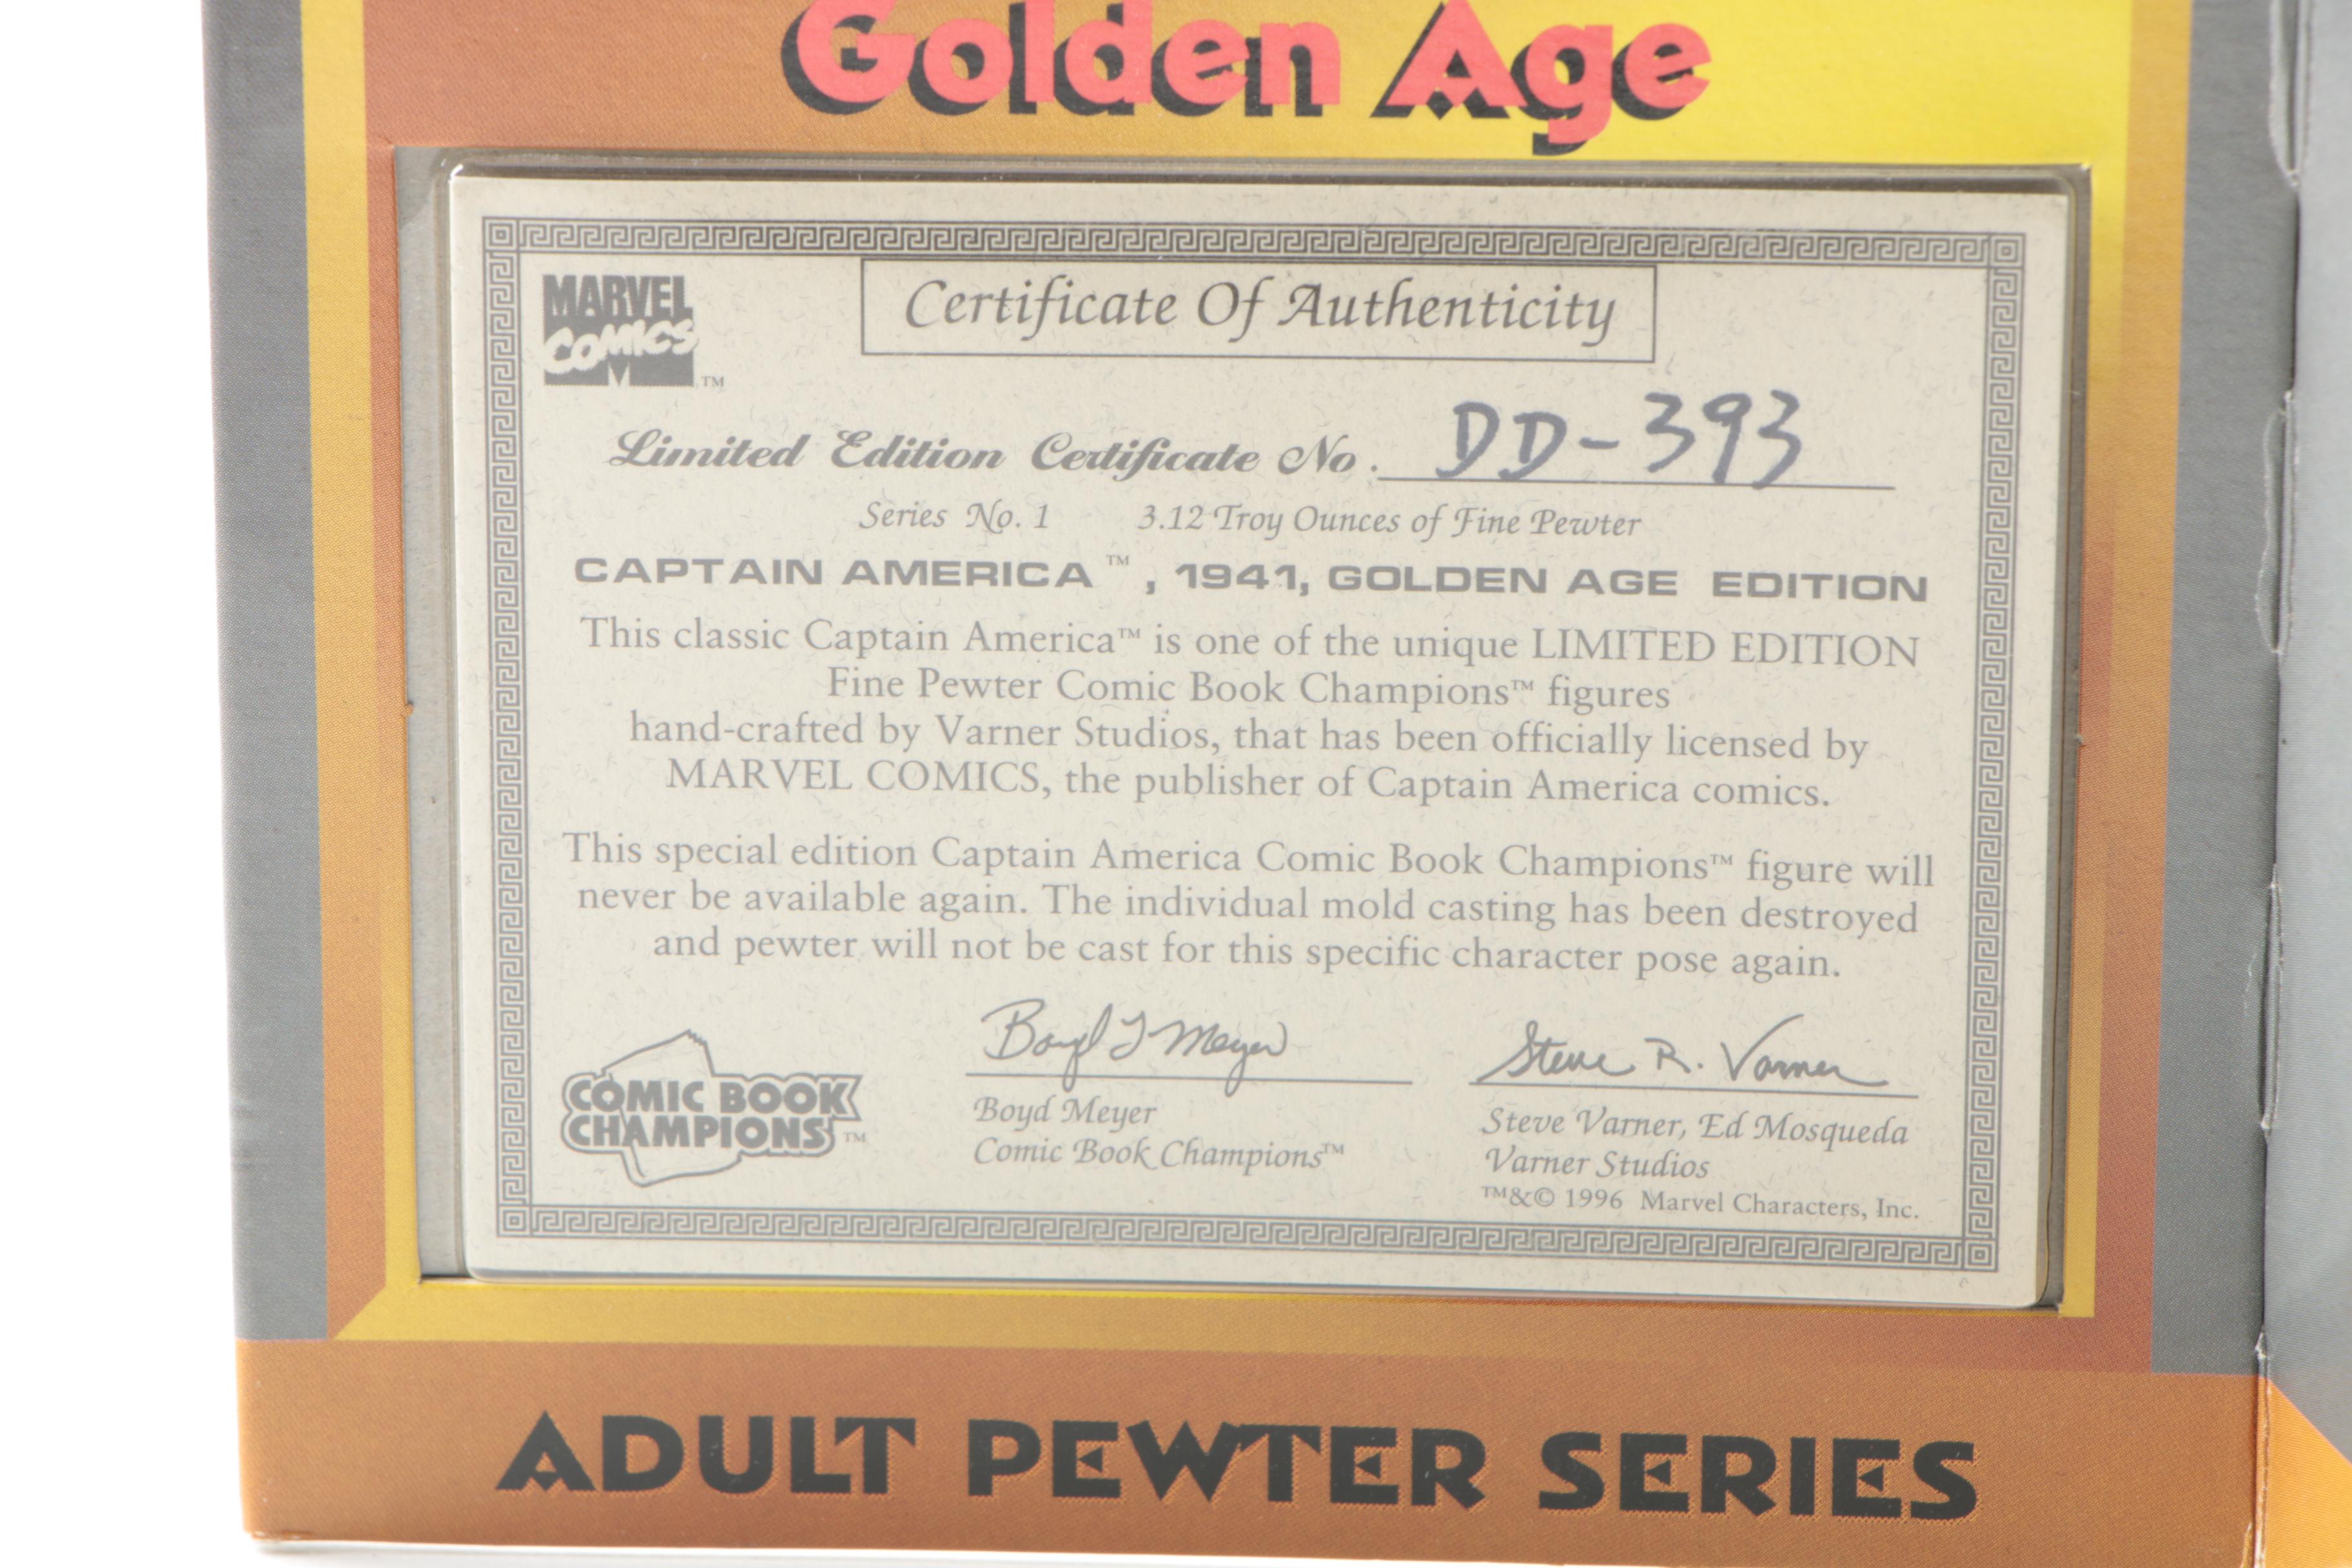 Golden Age
MARVEL
COMICS ™
Certificate Of Authenticity
Limited Edition Certificate No. DD-393
Series No. 1 3.12 Troy Ounces of Fine Pewter
CAPTAIN AMERICA™, 1941, GOLDEN AGE EDITION
This classic Captain America™ is one of the unique LIMITED EDITION
Fine Pewter Comic Book Champions™ figures
hand-crafted by Varner Studios, that has been officially licensed by
MARVEL COMICS, the publisher of Captain America comics.
This special edition Captain America Comic Book Champions™ figure will
never be available again. The individual mold casting has been destroyed
and pewter will not be cast for this specific character pose again.
COMIC BOOK
CHAMPIONS™
Boyd J Meyer
Boyd Meyer
Comic Book Champions™
Steve R. Varner
Steve Varner, Ed Mosqueda
Varner Studios
™&© 1996 Marvel Characters, Inc.
ADULT PEWTER SERIES